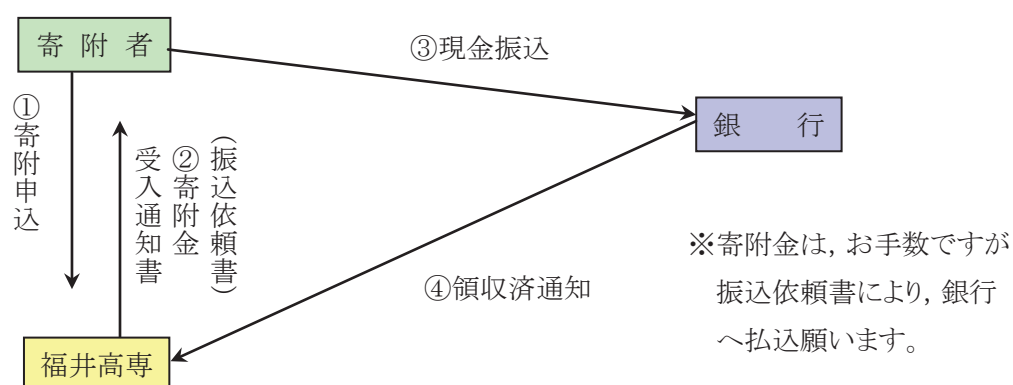 寄附者
③現金振込
銀行
①寄附申込
②寄附金
受入通知書
(振込依頼書)
④領収済通知
福井高専
※寄附金は,お手数ですが
振込依頼書により,銀行
へ払込願います。